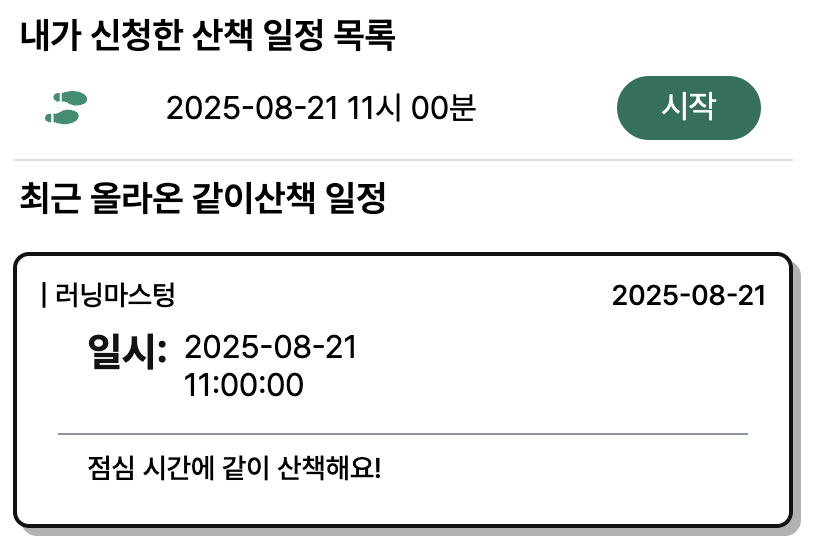 내가 신청한 산책 일정 목록
2025-08-21 11시 00분
시작
최근 올라온 같이산책 일정
| 러닝마스텅
2025-08-21
일시: 2025-08-21
11:00:00
점심 시간에 같이 산책해요!